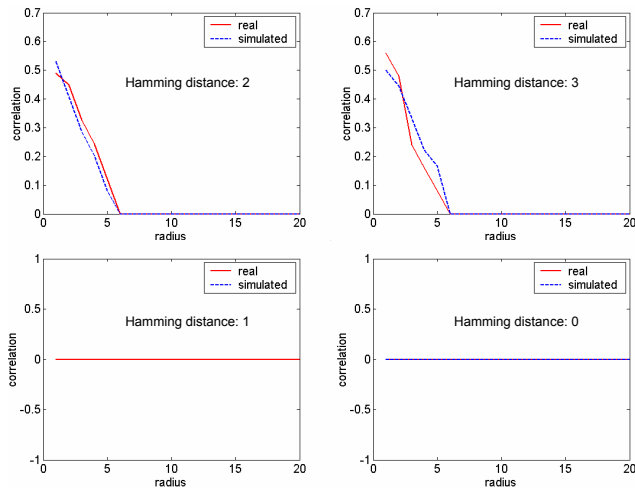 0.7
0.6
0.5
0.4
0.3
0.2
0.1
0
correlation
real
simulated
Hamming distance: 2
0 5 10 15 20
radius
0.7
0.6
0.5
0.4
0.3
0.2
0.1
0
correlation
real
simulated
Hamming distance: 3
0 5 10 15 20
radius
1
0.5
0
-0.5
-1
correlation
real
simulated
Hamming distance: 1
0 5 10 15 20
radius
1
0.5
0
-0.5
-1
correlation
real
simulated
Hamming distance: 0
0 5 10 15 20
radius